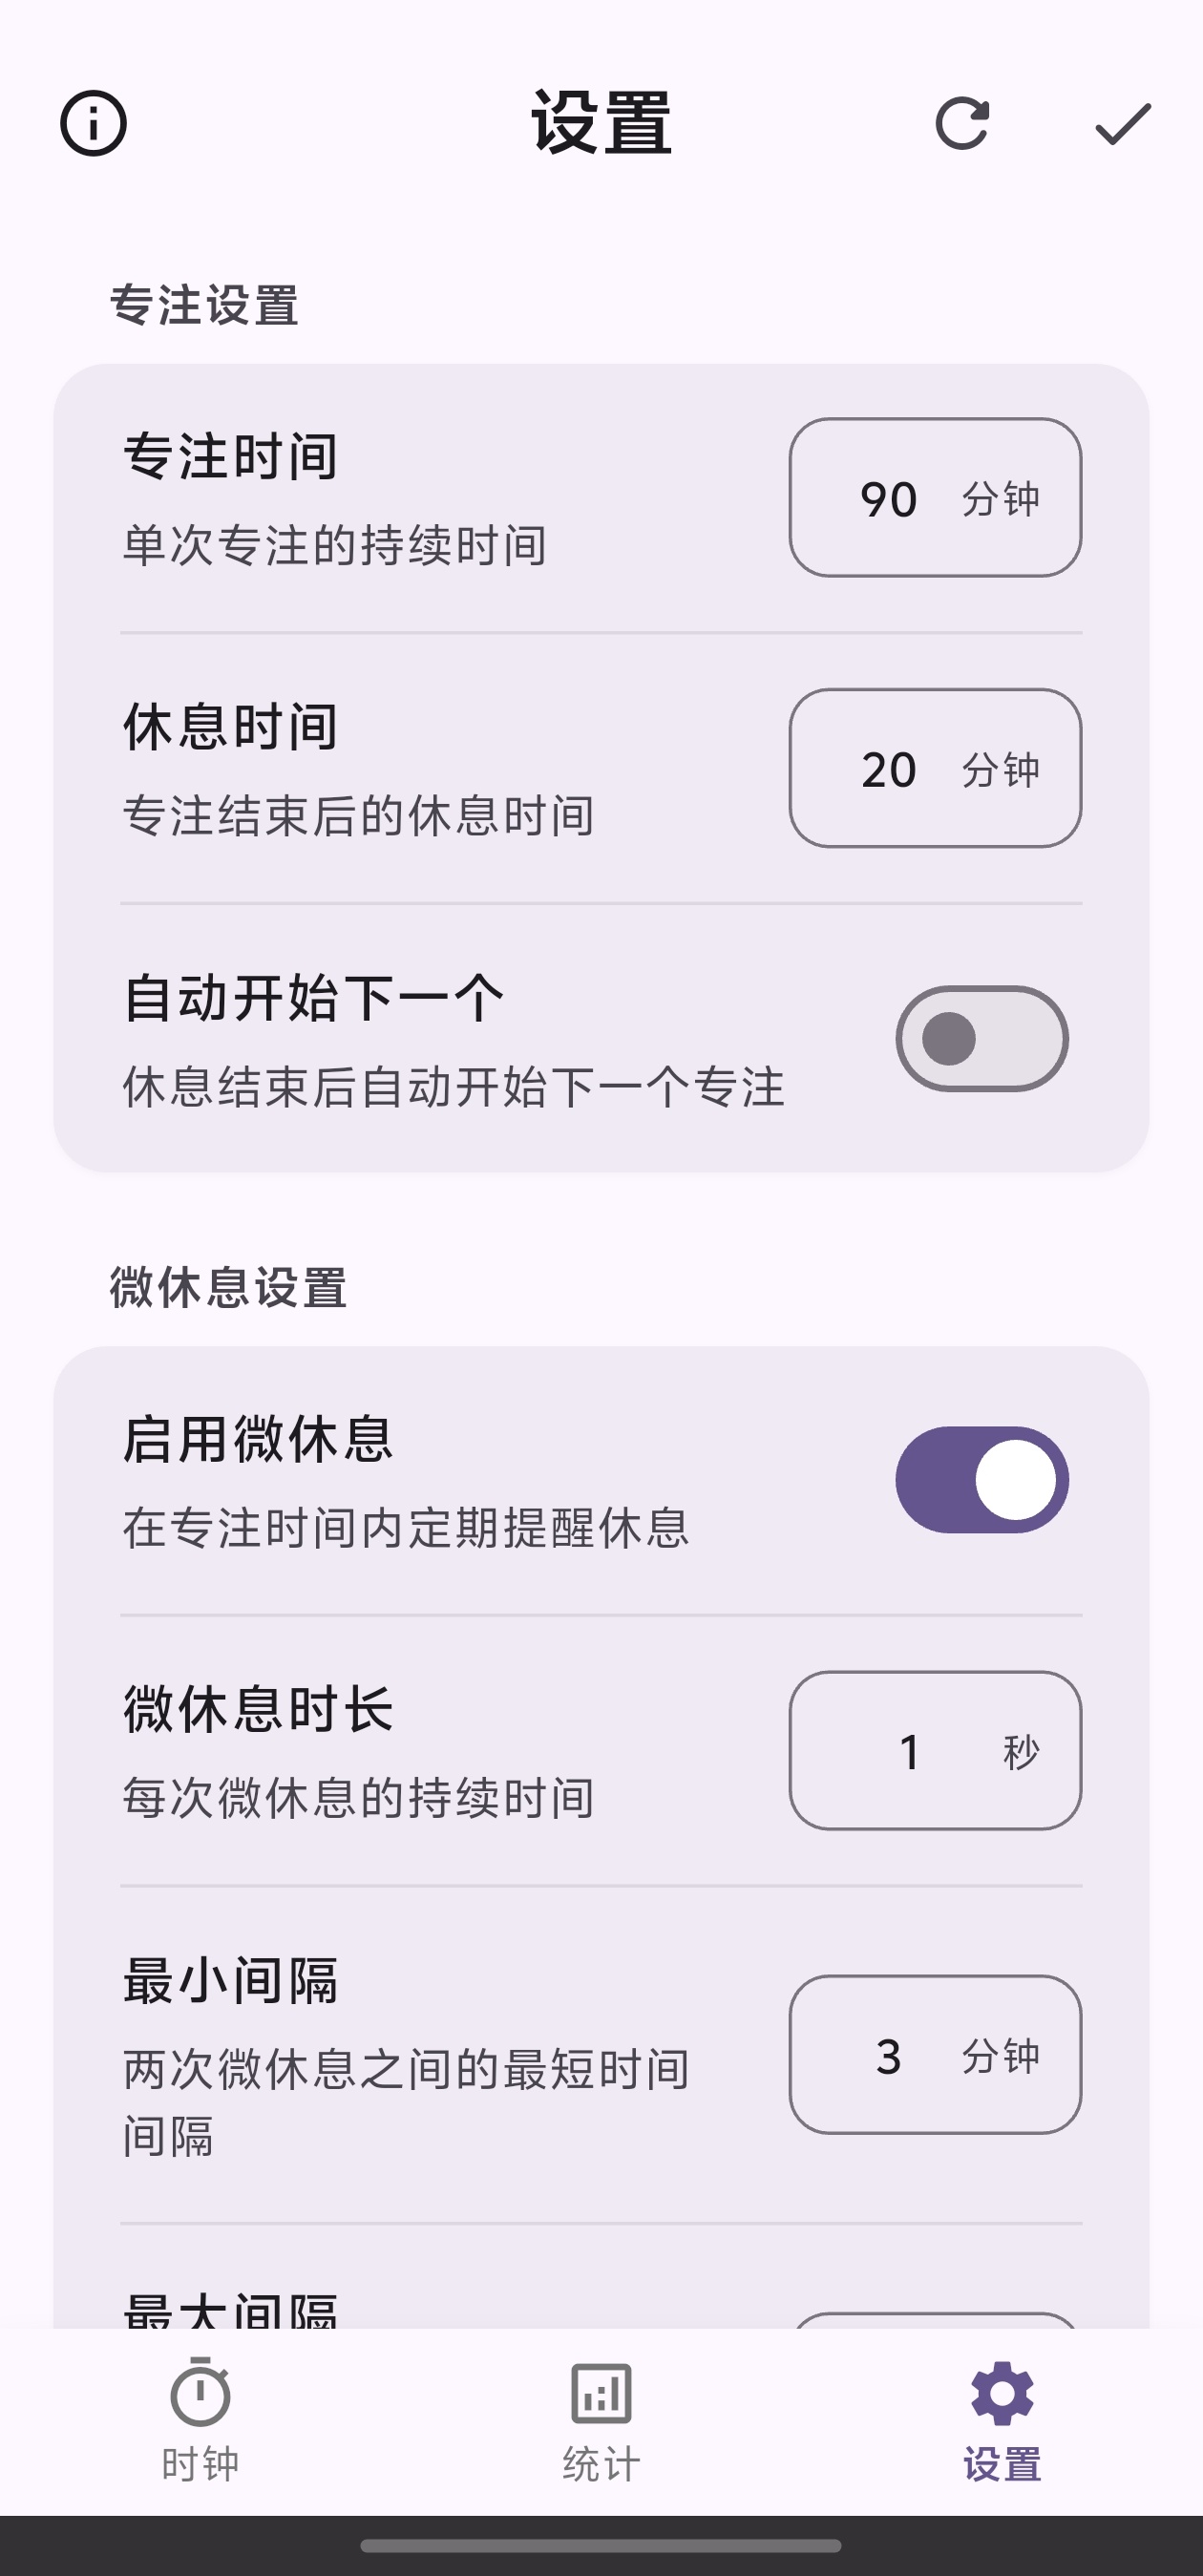 设置
专注设置
专注时间
单次专注的持续时间
90 分钟
休息时间
专注结束后的休息时间
20 分钟
自动开始下一个
休息结束后自动开始下一个专注
微休息设置
启用微休息
在专注时间内定期提醒休息
微休息时长
每次微休息的持续时间
1 秒
最小间隔
两次微休息之间的最短时间
间隔
3 分钟
最大间隔
时钟
统计
设置